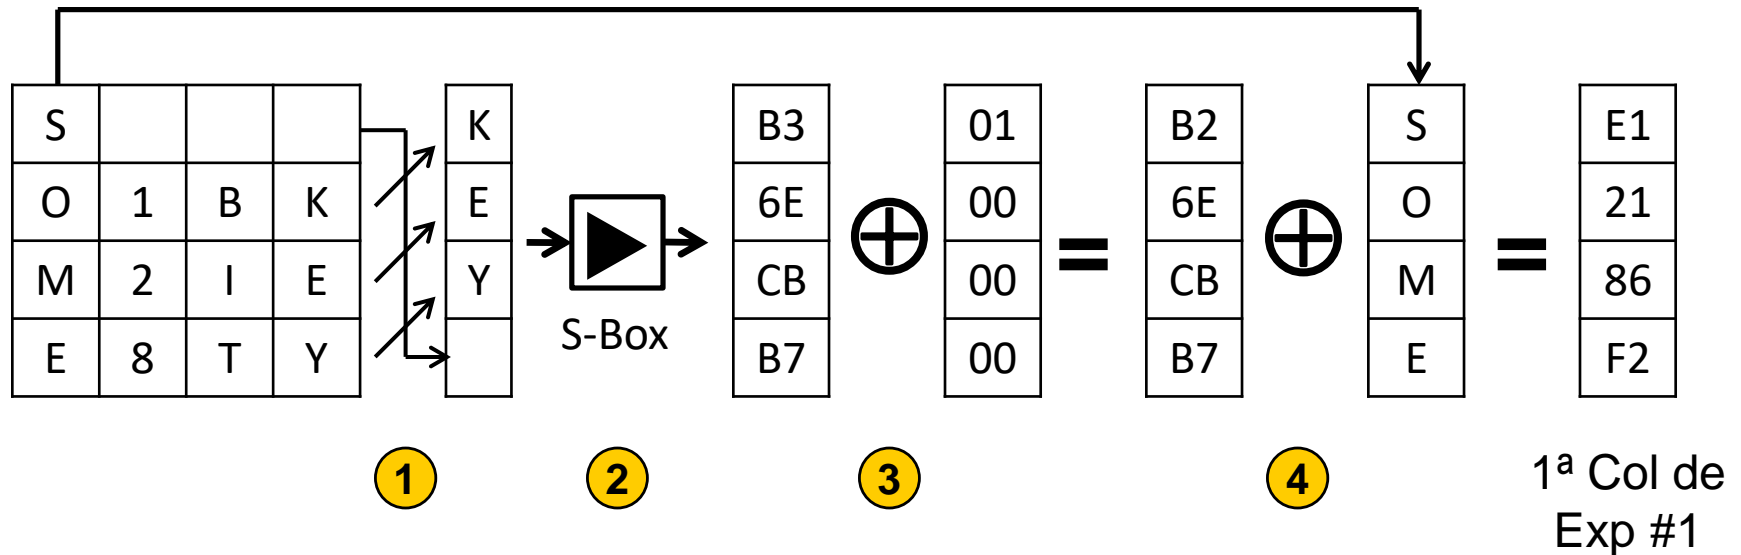 S K B3 01 B2 S E1
O 1 B K E 6E 00 6E O 21
M 2 I E Y CB 00 CB M 86
E 8 T Y B7 00 B7 E F2
S-Box
1 2 3 4
1ª Col de
Exp #1